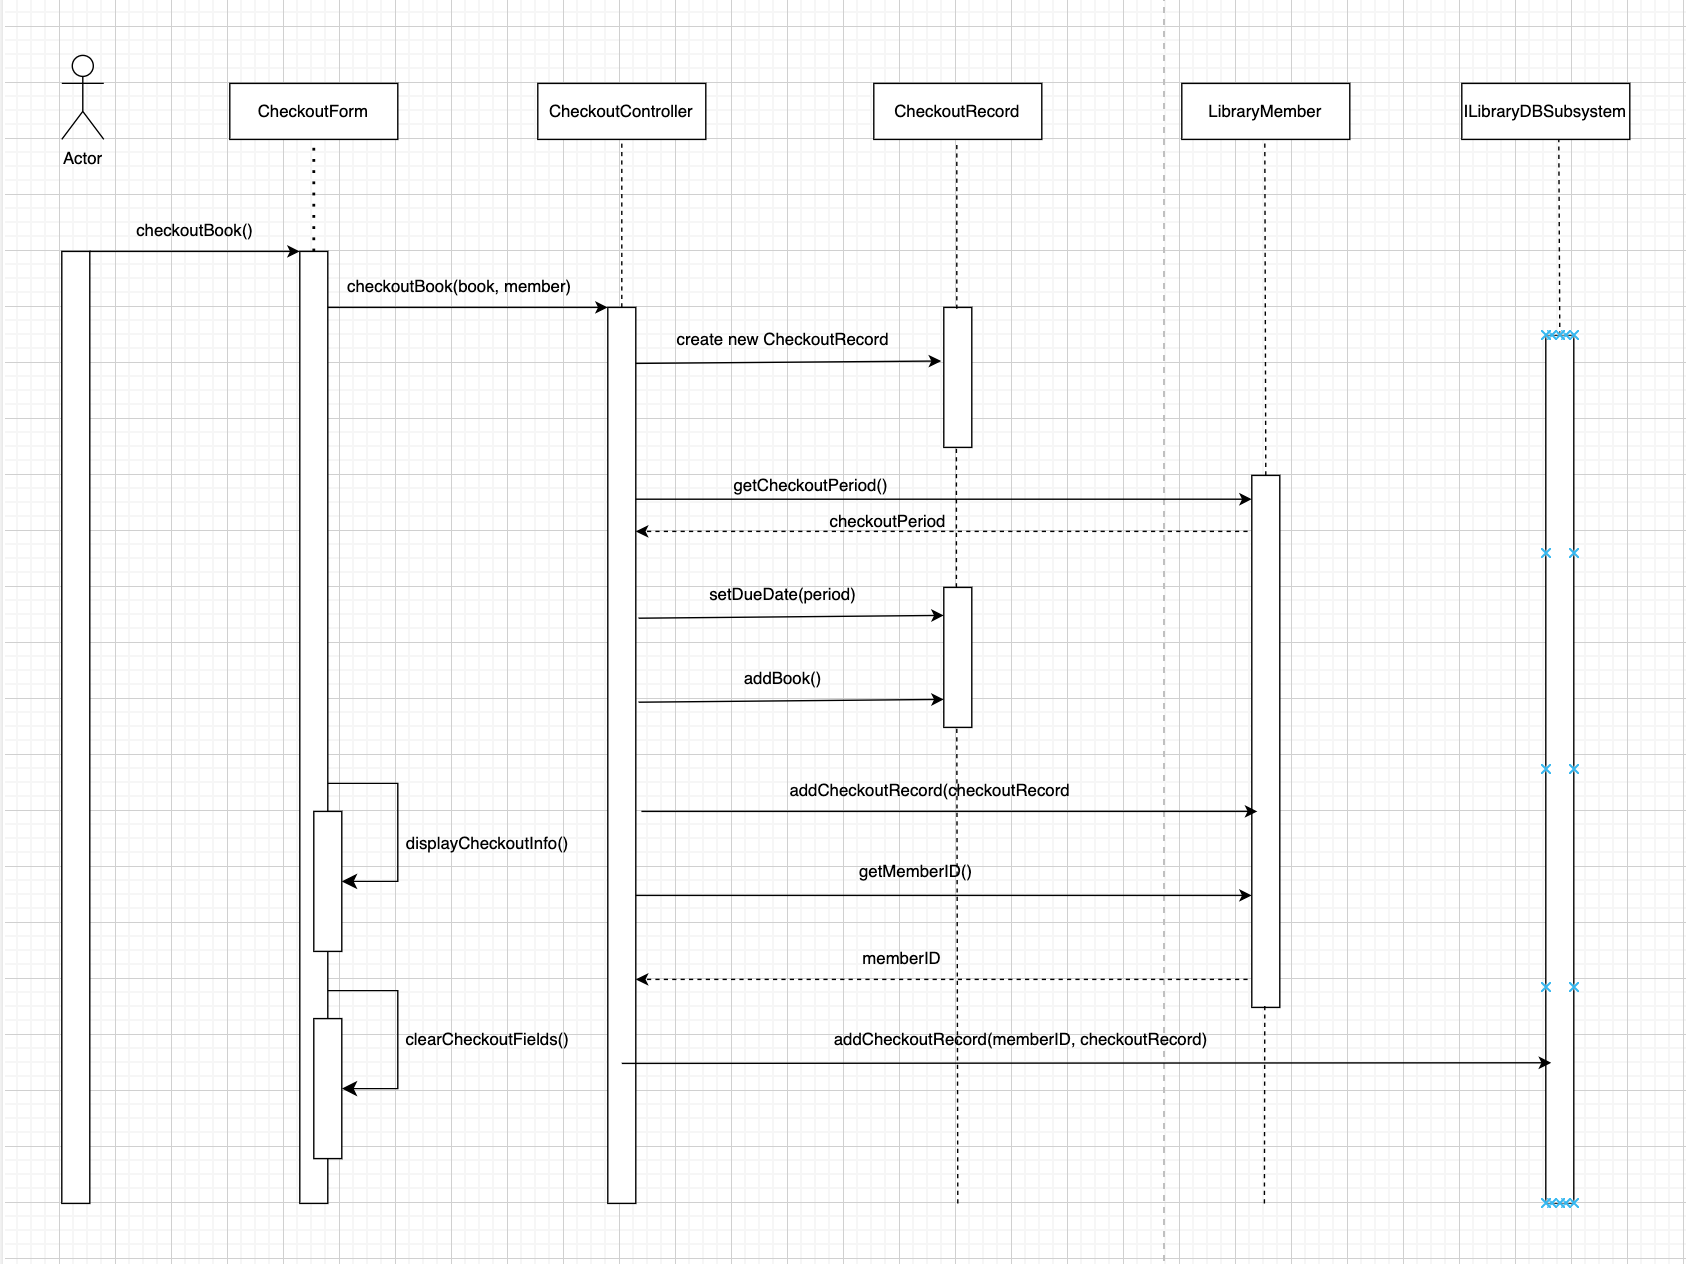 CheckoutForm
CheckoutController
CheckoutRecord
LibraryMember
ILibraryDBSubsystem
Actor
checkoutBook()
checkoutBook(book, member)
create new CheckoutRecord
getCheckoutPeriod()
checkoutPeriod
setDueDate(period)
addBook()
addCheckoutRecord(checkoutRecord
displayCheckoutInfo()
getMemberID()
memberID
clearCheckoutFields()
addCheckoutRecord(memberID, checkoutRecord)